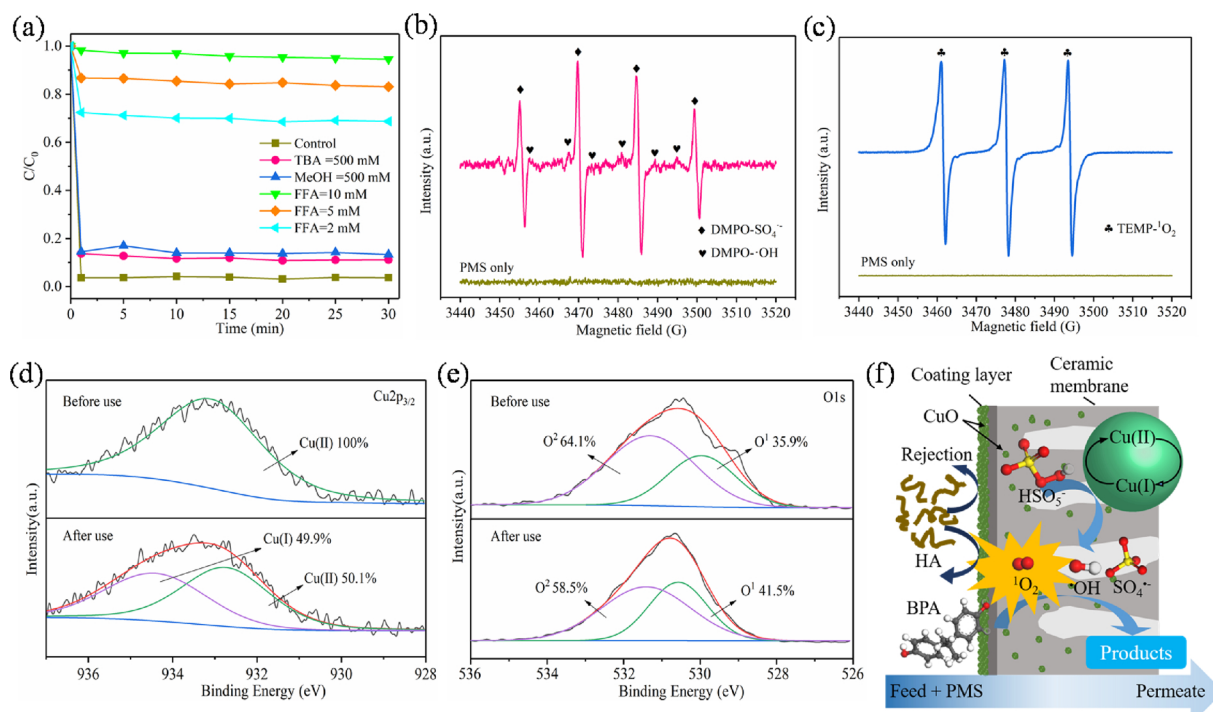 (a)
1.0
0.8
0.6
0.4
0.2
0.0
C/C0
Control
TBA =500 mM
MeOH =500 mM
FFA=10 mM
FFA=5 mM
FFA=2 mM
0 5 10 15 20 25 30
Time (min)
(b)
Intensity (a.u.)
♦ DMPO-SO4·−
♥ DMPO-·OH
PMS only
3440 3450 3460 3470 3480 3490 3500 3510 3520
Magnetic field (G)
(c)
Intensity (a.u.)
♣ TEMP-1O2
PMS only
3440 3450 3460 3470 3480 3490 3500 3510 3520
Magnetic field (G)
(d)
Intensity(a.u.)
Cu2p3/2
Before use
Cu(II) 100%
After use
Cu(I) 49.9%
Cu(II) 50.1%
936 934 932 930 928
Binding Energy (eV)
(e)
Intensity(a.u.)
O1s
Before use
O2 64.1%
O1 35.9%
After use
O2 58.5%
O1 41.5%
536 534 532 530 528 526
Binding Energy (eV)
(f)
Coating layer
Ceramic
membrane
CuO
Cu(II)
Cu(I)
Rejection
HSO5-
HA
1O2
·OH
SO4•-
BPA
Products
Feed + PMS
Permeate